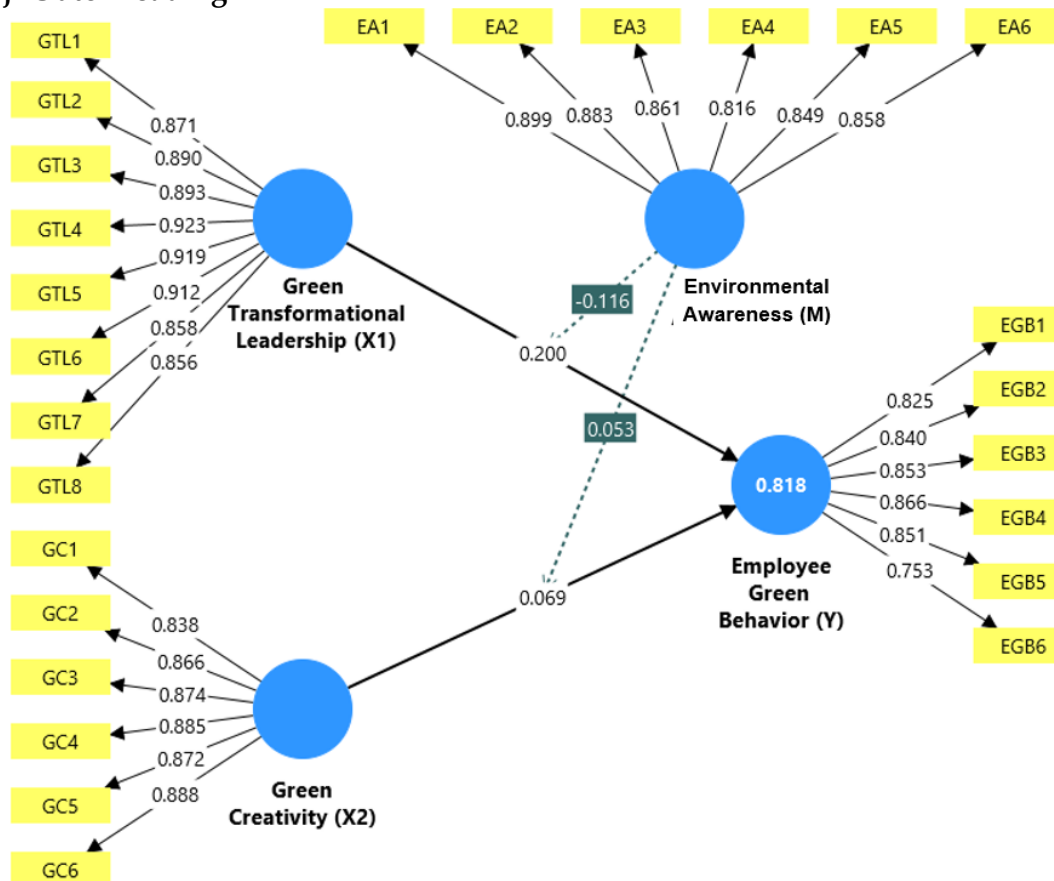 GTL1
GTL2
GTL3
GTL4
GTL5
GTL6
GTL7
GTL8
0.871
0.890
0.893
0.923
0.919
0.912
0.858
0.856
Green
Transformational
Leadership (X1)
EA1 EA2 EA3 EA4 EA5 EA6
0.899 0.883 0.861 0.816 0.849 0.858
Environmental
Awareness (M)
-0.116
0.200
0.053
0.069
GC1
GC2
GC3
GC4
GC5
GC6
0.838
0.866
0.874
0.885
0.872
0.888
Green
Creativity (X2)
0.818
Employee
Green
Behavior (Y)
0.825
0.840
0.853
0.866
0.851
0.753
EGB1
EGB2
EGB3
EGB4
EGB5
EGB6